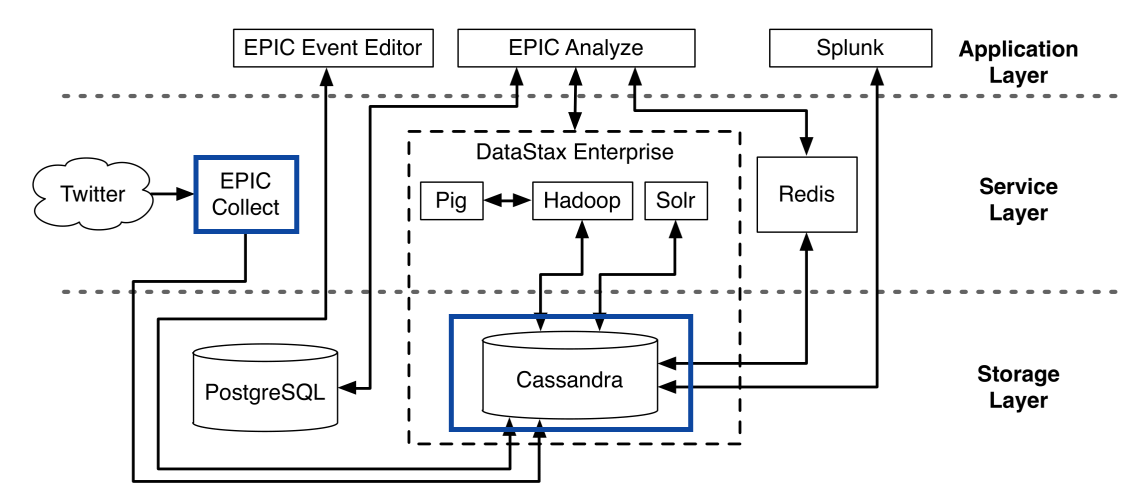 EPIC Event Editor
EPIC Analyze
Splunk
Application
Layer
DataStax Enterprise
Twitter
EPIC
Collect
Pig
Hadoop
Solr
Redis
Service
Layer
PostgreSQL
Cassandra
Storage
Layer